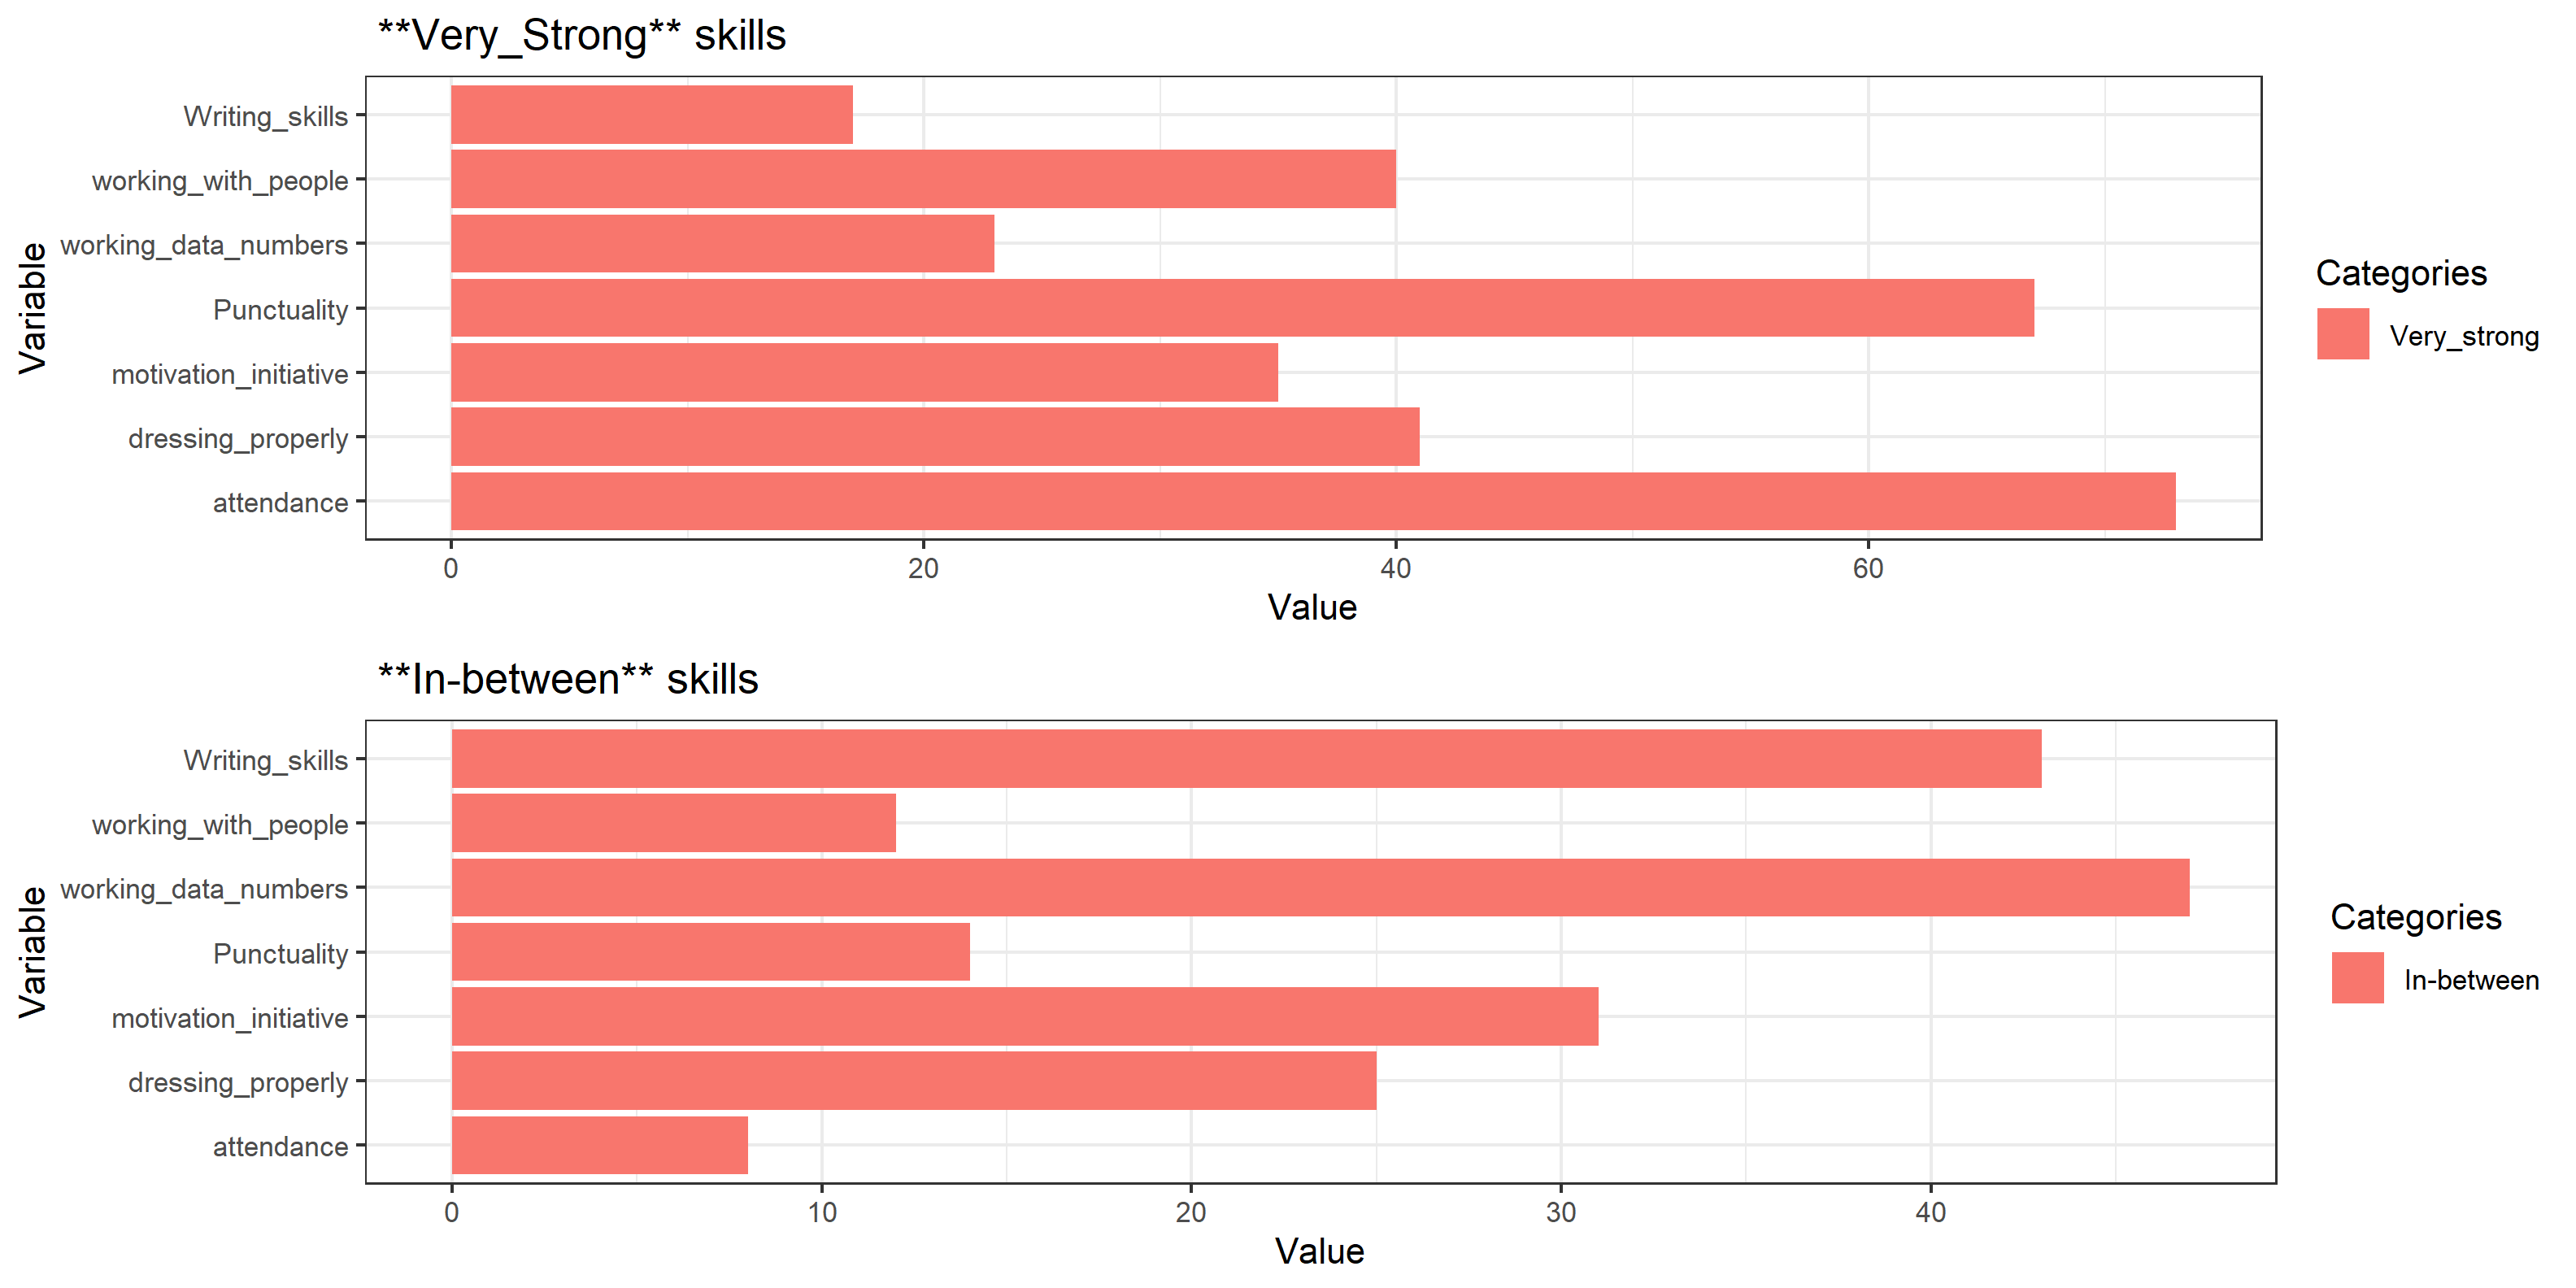 **Very_Strong** skills
Writing_skills
working_with_people
working_data_numbers
Punctuality
motivation_initiative
dressing_properly
attendance
Variable
0 20 40 60
Value
Categories
Very_strong
**In-between** skills
Writing_skills
working_with_people
working_data_numbers
Punctuality
motivation_initiative
dressing_properly
attendance
Variable
0 10 20 30 40
Value
Categories
In-between